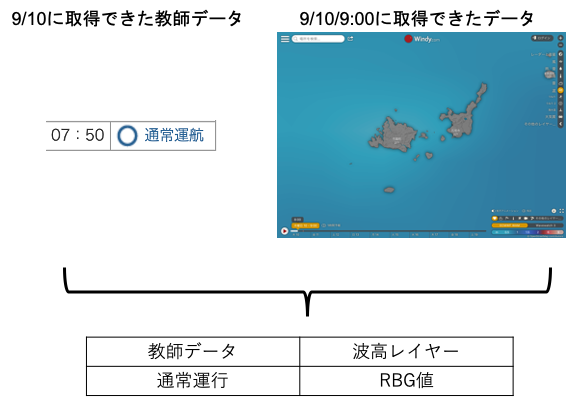 9/10に取得できた教師データ
9/10/9:00に取得できたデータ
Windy.com
07：50
通常運航
教師データ
波高レイヤー
通常運行
RBG値